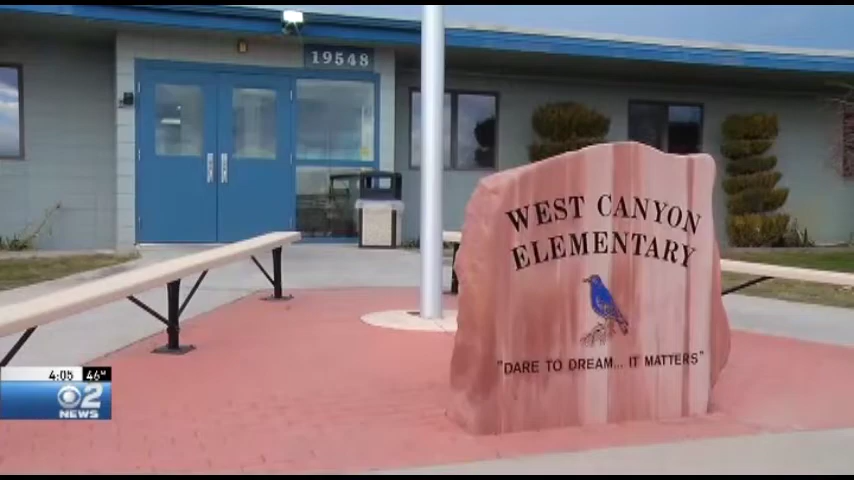 19548
WEST CANYON
ELEMENTARY
"DARE TO DREAM... IT MATTERS"
4:05 46°
2
NEWS